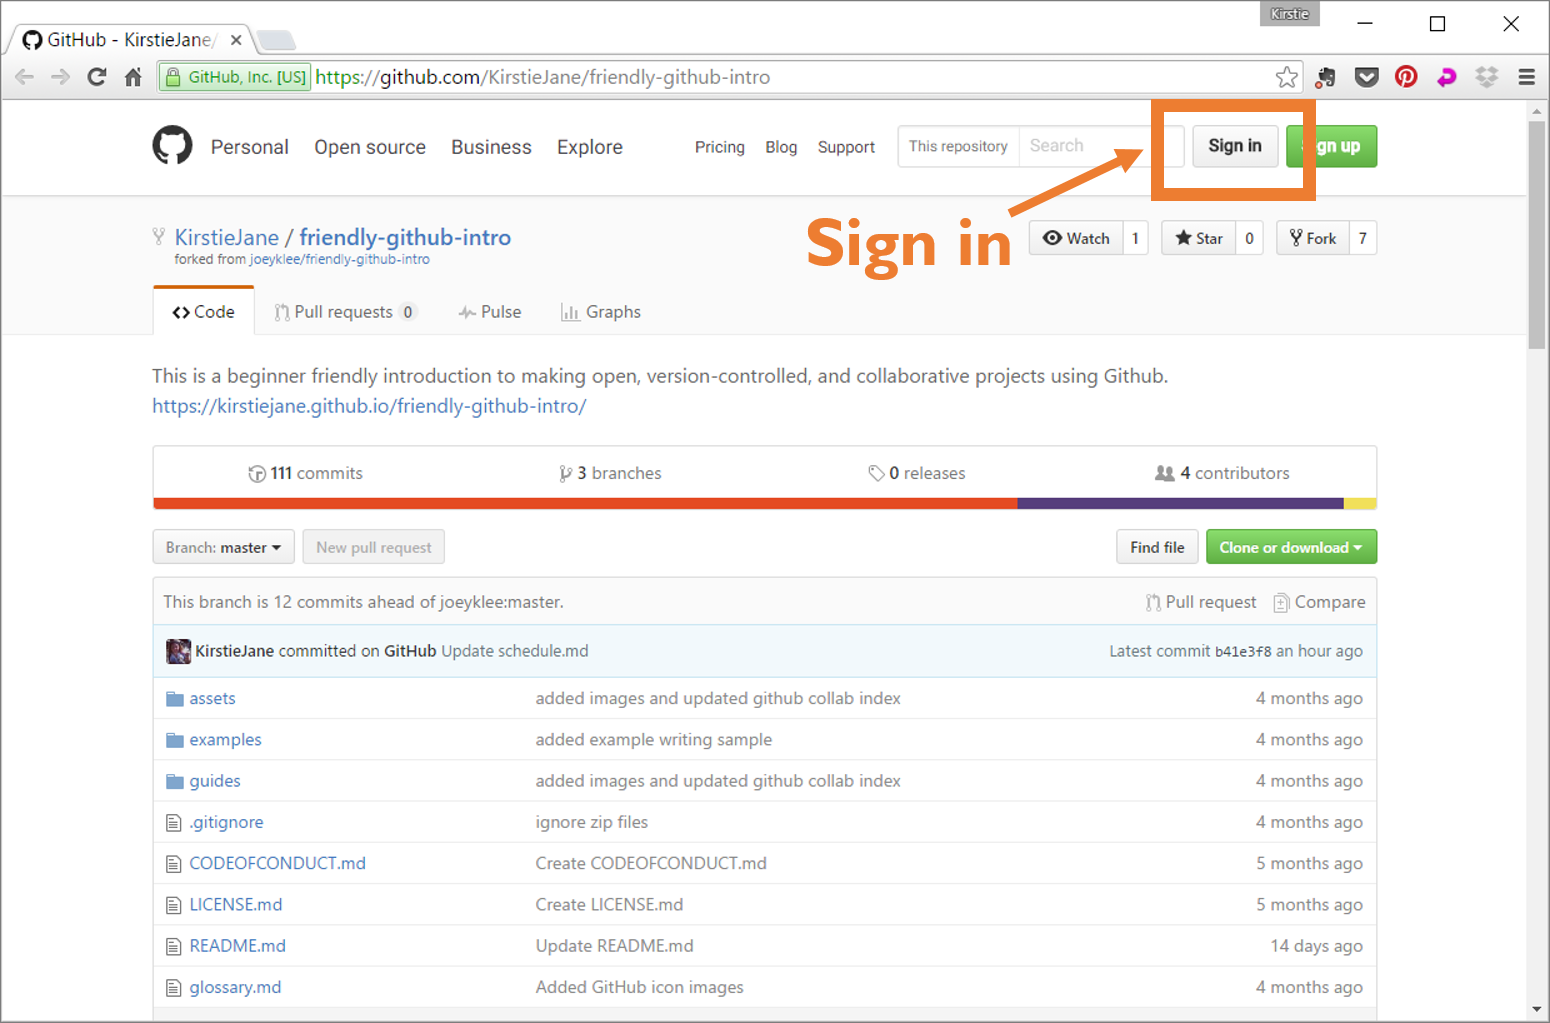 Kirstie
GitHub - KirstieJane/
GitHub, Inc. [US] https://github.com/KirstieJane/friendly-github-intro
Personal Open source Business Explore Pricing Blog Support This repository Search Sign in gn up
Sign in
KirstieJane / friendly-github-intro
forked from joeyklee/friendly-github-intro
Watch 1 Star 0 Fork 7
Code Pull requests 0 Pulse Graphs
This is a beginner friendly introduction to making open, version-controlled, and collaborative projects using Github.
https://kirstiejane.github.io/friendly-github-intro/
111 commits 3 branches 0 releases 4 contributors
Branch: master New pull request Find file Clone or download
This branch is 12 commits ahead of joeyklee:master. Pull request Compare
KirstieJane committed on GitHub Update schedule.md Latest commit b41e3f8 an hour ago
assets added images and updated github collab index 4 months ago
examples added example writing sample 4 months ago
guides added images and updated github collab index 4 months ago
.gitignore ignore zip files 4 months ago
CODEOFCONDUCT.md Create CODEOFCONDUCT.md 5 months ago
LICENSE.md Create LICENSE.md 5 months ago
README.md Update README.md 14 days ago
glossary.md Added GitHub icon images 4 months ago